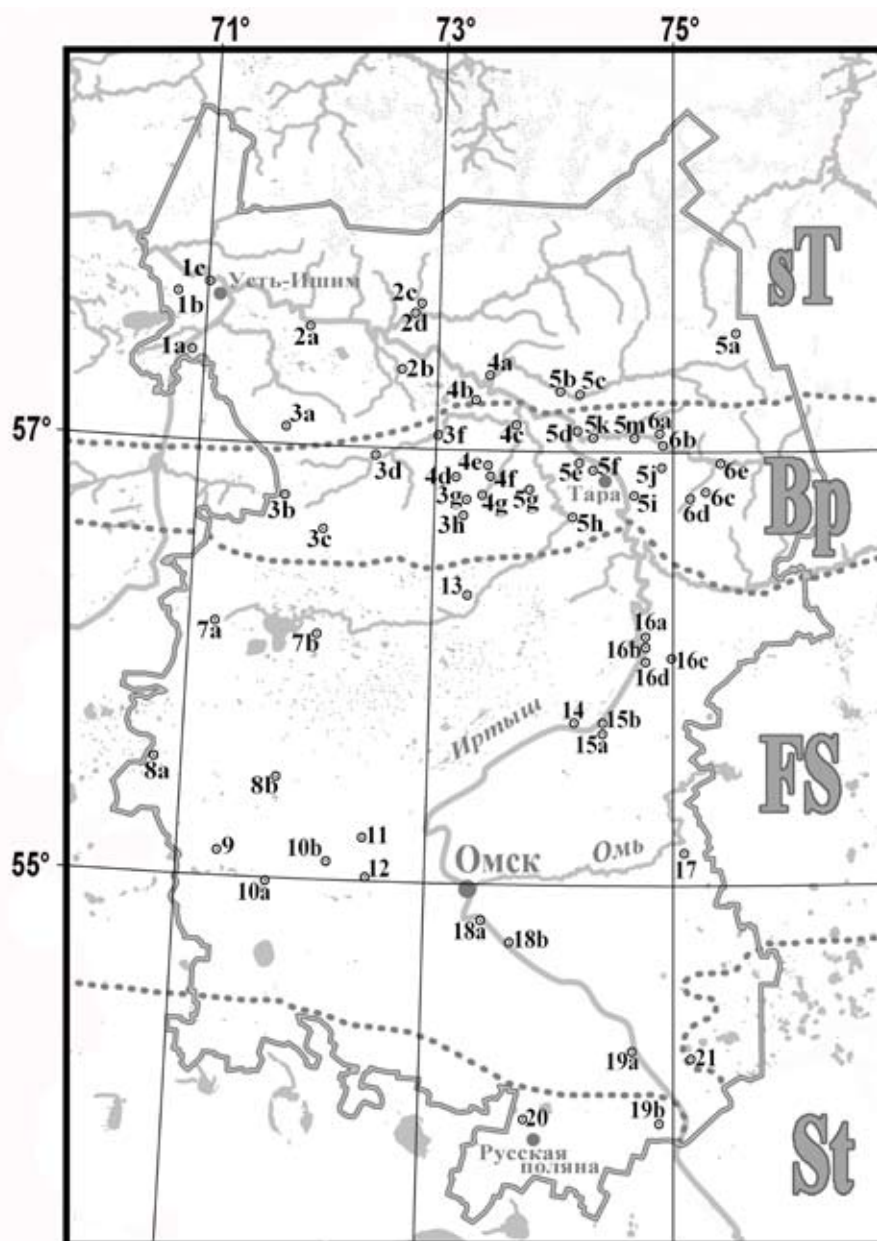 71°
73°
75°
1c
Усть-Ишим
1b
2c
2d
sT
1a
2a
5a
2b
4a
5b
5c
4b
57°
3a
3f
4c
5d
5k
5m
6a
6b
3d
4e
5e
5f
5j
6e
4d
4f
Тара
3b
3g
4g
5g
5i
6c
6d
Bp
3c
3h
5h
13
7a
7b
16a
16b
16c
16d
Иртыш
14
15b
15a
8a
8b
FS
9
10b
11
55°
10a
12
Омск
Омь
17
18a
18b
19a
21
20
19b
Русская
поляна
St